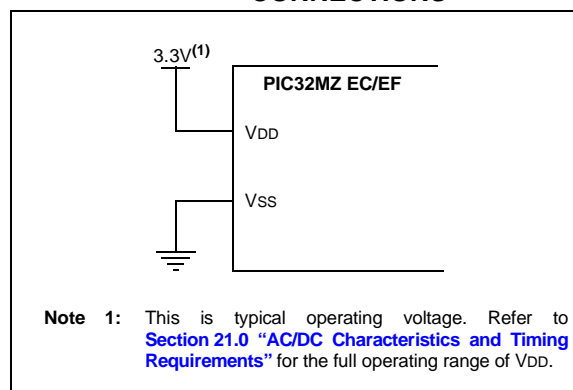 CONNECTIONS
3.3V(1)
PIC32MZ EC/EF
VDD
VSS
Note 1: This is typical operating voltage. Refer to
Section 21.0 “AC/DC Characteristics and Timing
Requirements” for the full operating range of VDD.